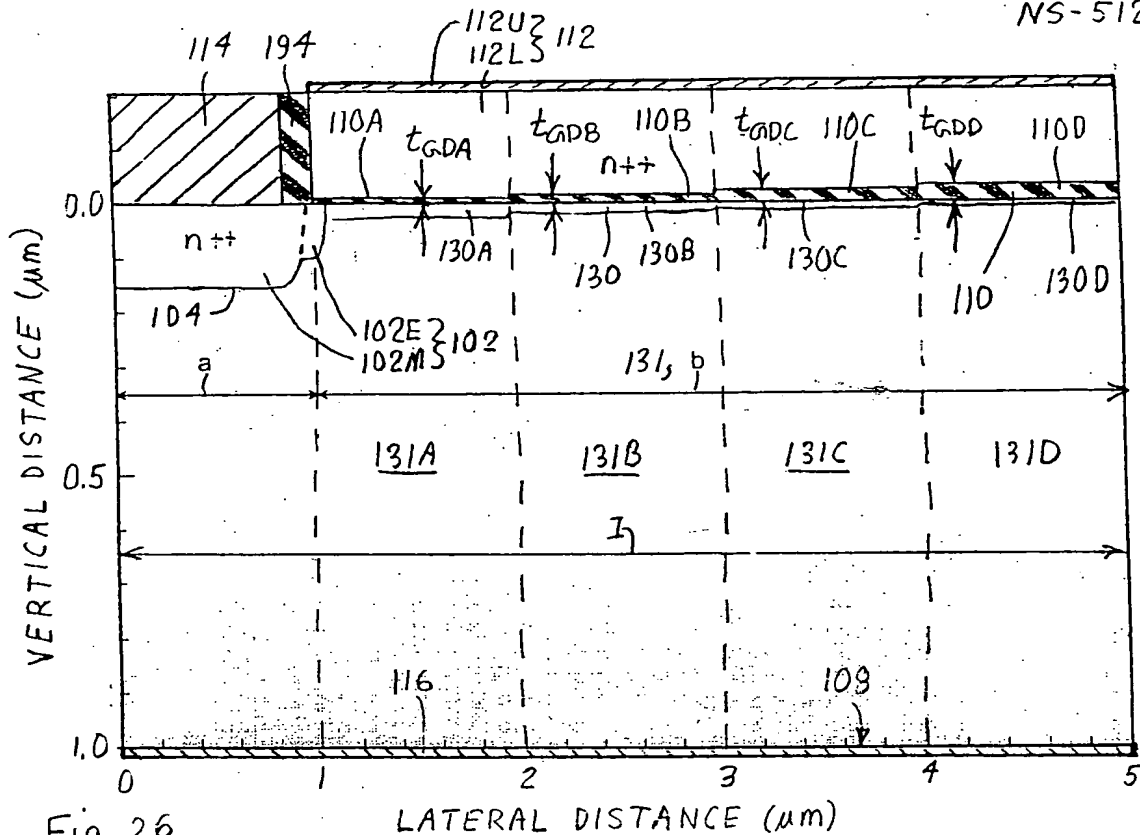 NS-512
112U
112L } 112
114
194
110A
tGDA
tGDB
110B
tGDC
110C
tGDD
110D
n++
0.0
n++
130A
130
130B
130C
110
130D
104
102E
102M } 102
a
131, b
131A
131B
131C
131D
0.5
I
116
108
1.0
0 1 2 3 4 5
VERTICAL DISTANCE (μm)
LATERAL DISTANCE (μm)
Fig. 26